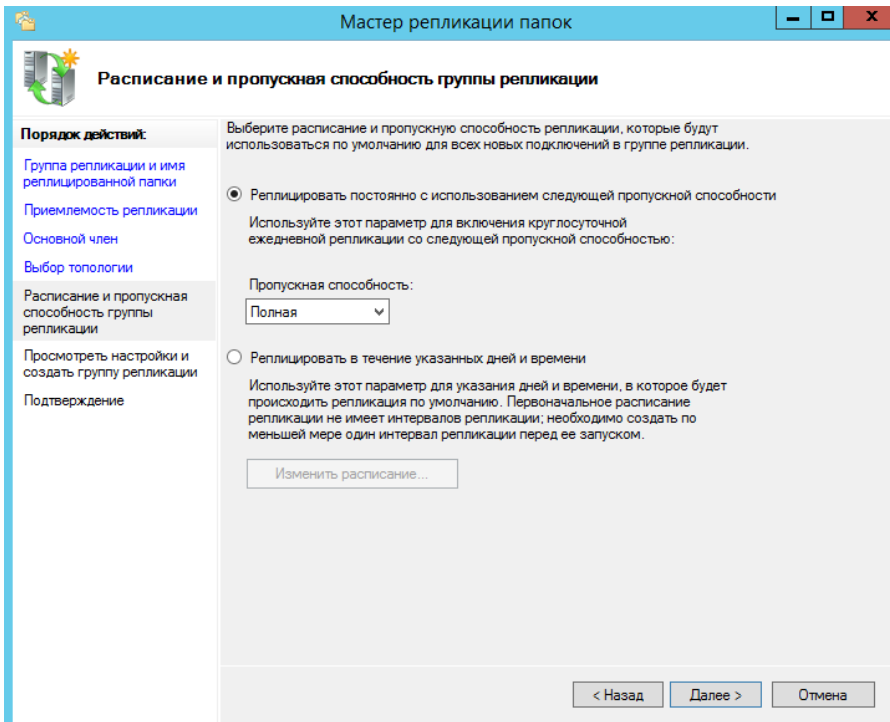 Мастер репликации папок
Расписание и пропускная способность группы репликации
Порядок действий:
Группа репликации и имя
реплицированной папки
Приемлемость репликации
Основной член
Выбор топологии
Расписание и пропускная
способность группы
репликации
Просмотреть настройки и
создать группу репликации
Подтверждение
Выберите расписание и пропускную способность репликации, которые будут
использоваться по умолчанию для всех новых подключений в группе репликации.
Реплицировать постоянно с использованием следующей пропускной способности
Используйте этот параметр для включения круглосуточной
ежедневной репликации со следующей пропускной способностью:
Пропускная способность:
Полная
Реплицировать в течение указанных дней и времени
Используйте этот параметр для указания дней и времени, в которое будет
происходить репликация по умолчанию. Первоначальное расписание
репликации не имеет интервалов репликации; необходимо создать по
меньшей мере один интервал репликации перед ее запуском.
Изменить расписание...
< Назад
Далее >
Отмена